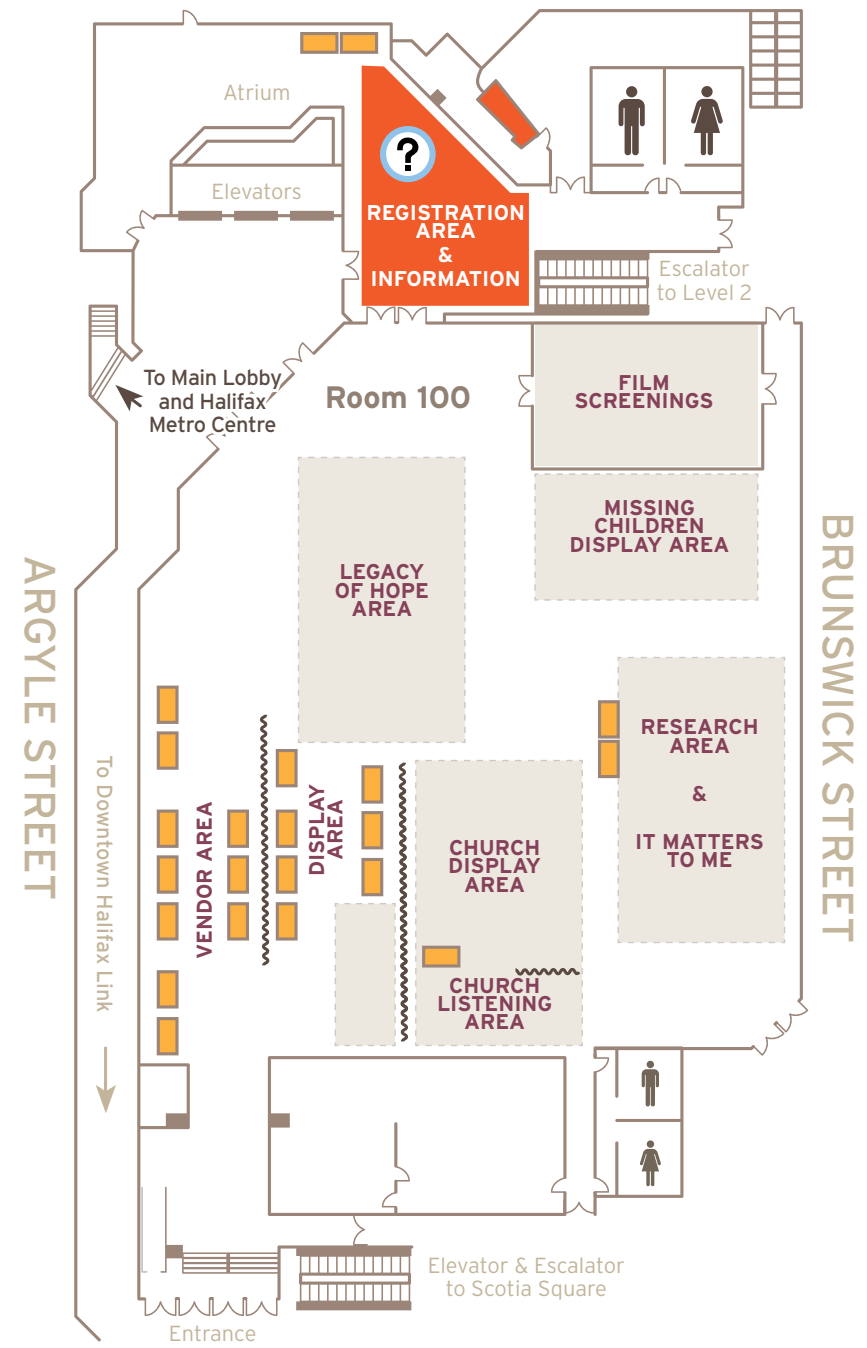 Atrium
Elevators
?
REGISTRATION
AREA
&
INFORMATION
Escalator
to Level 2
To Main Lobby
and Halifax
Metro Centre
Room 100
FILM
SCREENINGS
MISSING
CHILDREN
DISPLAY AREA
LEGACY
OF HOPE
AREA
ARGYLE STREET
BRUNSWICK STREET
To Downtown Halifax Link
VENDOR AREA
DISPLAY
AREA
CHURCH
DISPLAY
AREA
CHURCH
LISTENING
AREA
RESEARCH
AREA
&
IT MATTERS
TO ME
Elevator & Escalator
to Scotia Square
Entrance